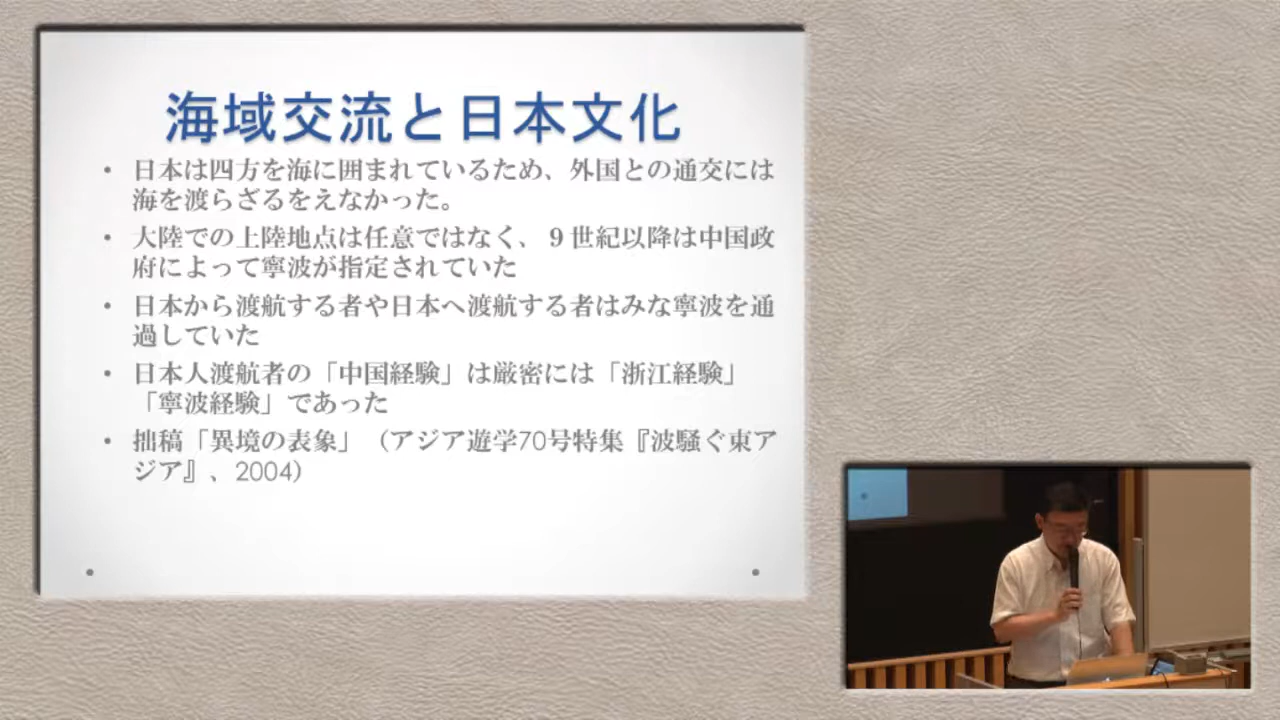 海域交流と日本文化
• 日本は四方を海に囲まれているため、外国との通交には
海を渡らざるをえなかった。
• 大陸での上陸地点は任意ではなく、９世紀以降は中国政
府によって寧波が指定されていた
• 日本から渡航する者や日本へ渡航する者はみな寧波を通
過していた
• 日本人渡航者の「中国経験」は厳密には「浙江経験」
「寧波経験」であった
• 拙稿「異境の表象」（アジア遊学70号特集『波騒ぐ東ア
ジア』、2004）